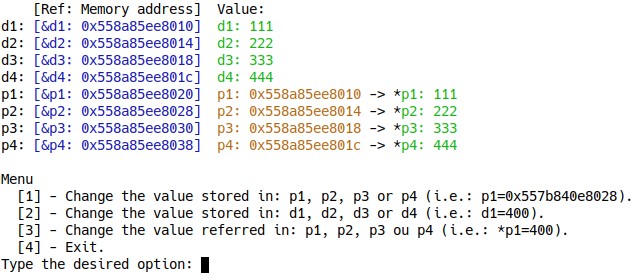 [Ref: Memory address]  Value:
d1: [&d1: 0x558a85ee8010]  d1: 111
d2: [&d2: 0x558a85ee8014]  d2: 222
d3: [&d3: 0x558a85ee8018]  d3: 333
d4: [&d4: 0x558a85ee801c]  d4: 444
p1: [&p1: 0x558a85ee8020]  p1: 0x558a85ee8010 -> *p1: 111
p2: [&p2: 0x558a85ee8028]  p2: 0x558a85ee8014 -> *p2: 222
p3: [&p3: 0x558a85ee8030]  p3: 0x558a85ee8018 -> *p3: 333
p4: [&p4: 0x558a85ee8038]  p4: 0x558a85ee801c -> *p4: 444
Menu
[1] - Change the value stored in: p1, p2, p3 or p4 (i.e.: p1=0x557b840e8028).
[2] - Change the value stored in: d1, d2, d3 or d4 (i.e.: d1=400).
[3] - Change the value referred in: p1, p2, p3 ou p4 (i.e.: *p1=400).
[4] - Exit.
Type the desired option: